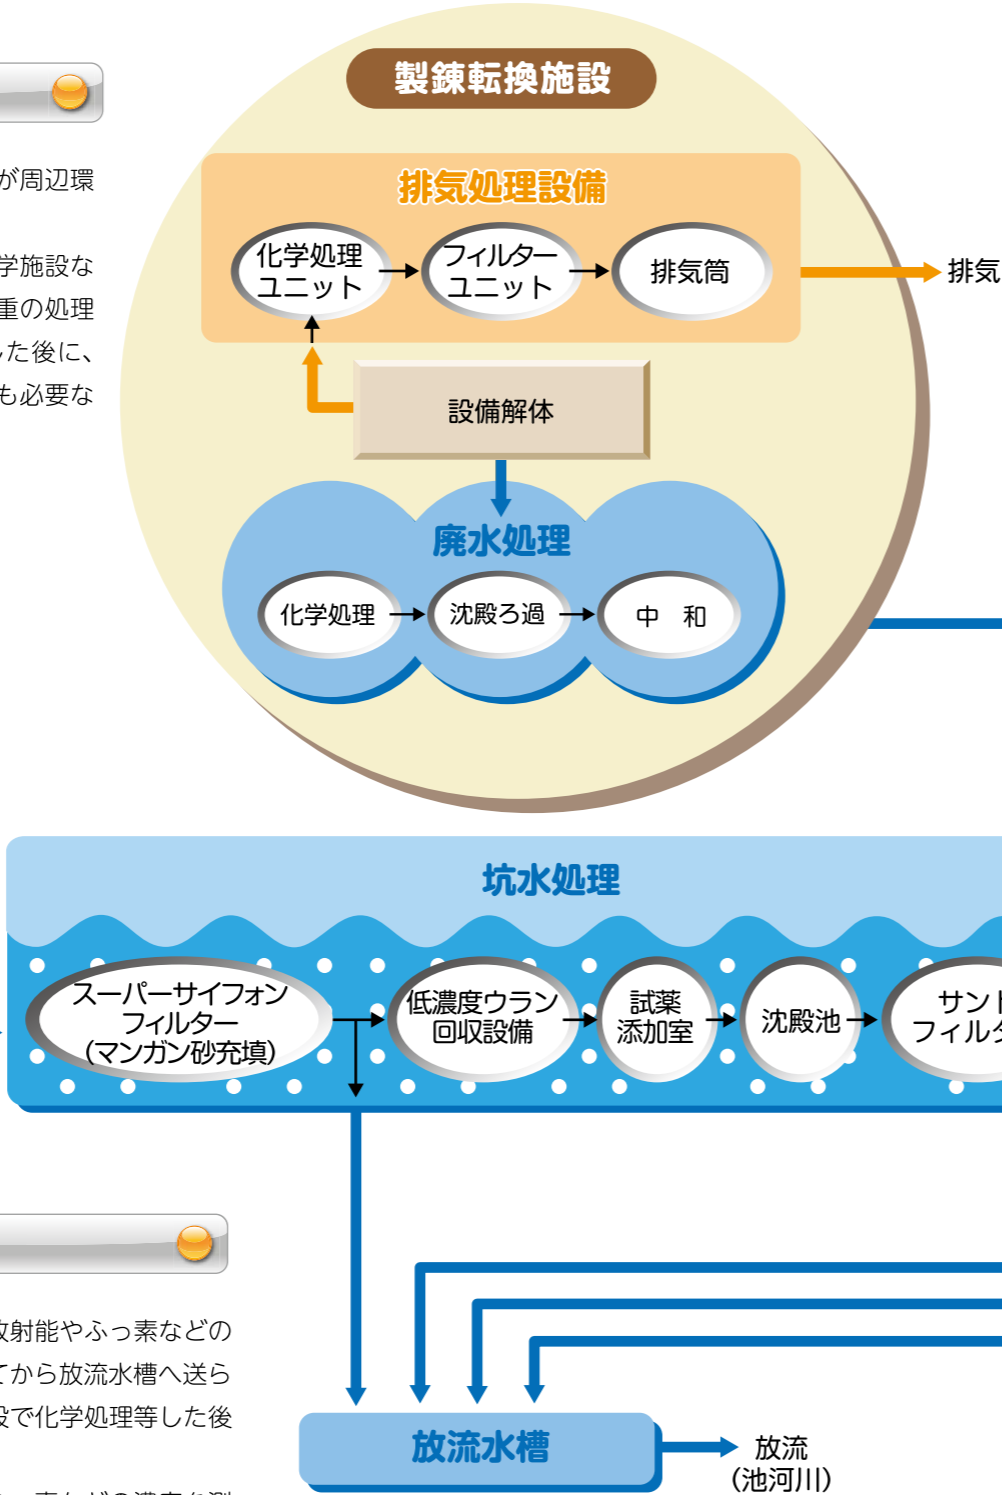 製錬転換施設
が周辺環
学施設な
重の処理
た後に、
も必要な
排気処理設備
化学処理
ユニット
フィルター
ユニット
排気筒
排気
設備解体
廃水処理
化学処理
沈殿ろ過
中 和
坑水処理
スーパーサイフォン
フィルター
(マンガン砂充填)
低濃度ウラン
回収設備
試薬
添加室
沈殿池
サンド
フィルタ
放射能やふっ素などの
てから放流水槽へ送ら
設で化学処理等した後
放流水槽
放流
(池河川)